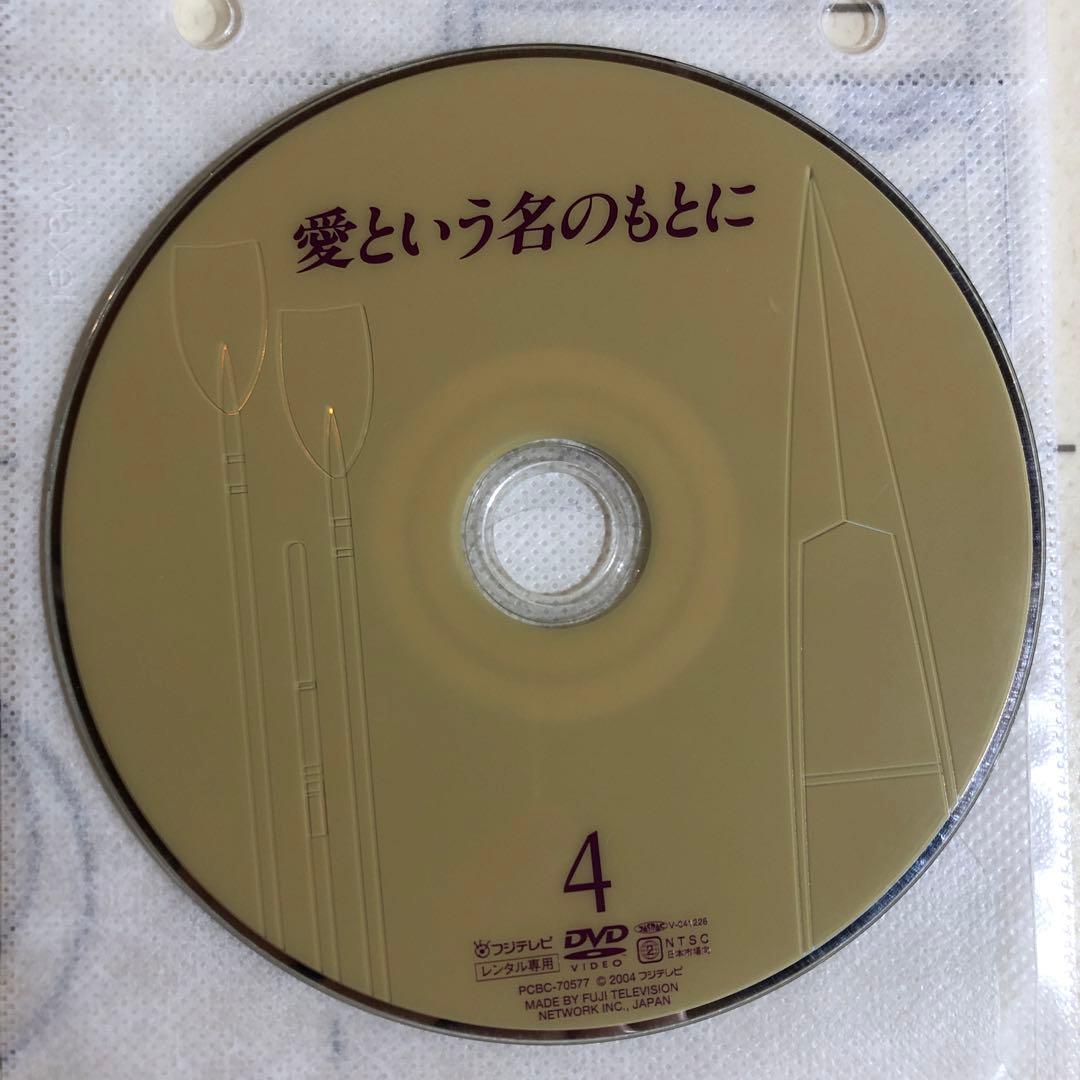 愛という名のもとに
4
フジテレビ
レンタル専用
DVD
VIDEO
V-041226
2
NTSC
日本市場向
PCBC-70577 © 2004 フジテレビ
MADE BY FUJI TELEVISION
NETWORK INC., JAPAN